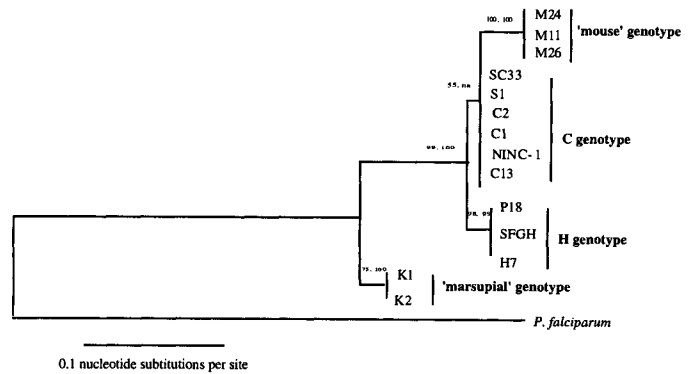 100, 100
M24
M11
M26
'mouse' genotype
SC33
55, na
S1
C2
C1
C genotype
NINC-1
C13
99, 100
98, 99
P18
SFGH
H genotype
H7
75, 100
K1
K2
'marsupial' genotype
P. falciparum
0.1 nucleotide subtitutions per site